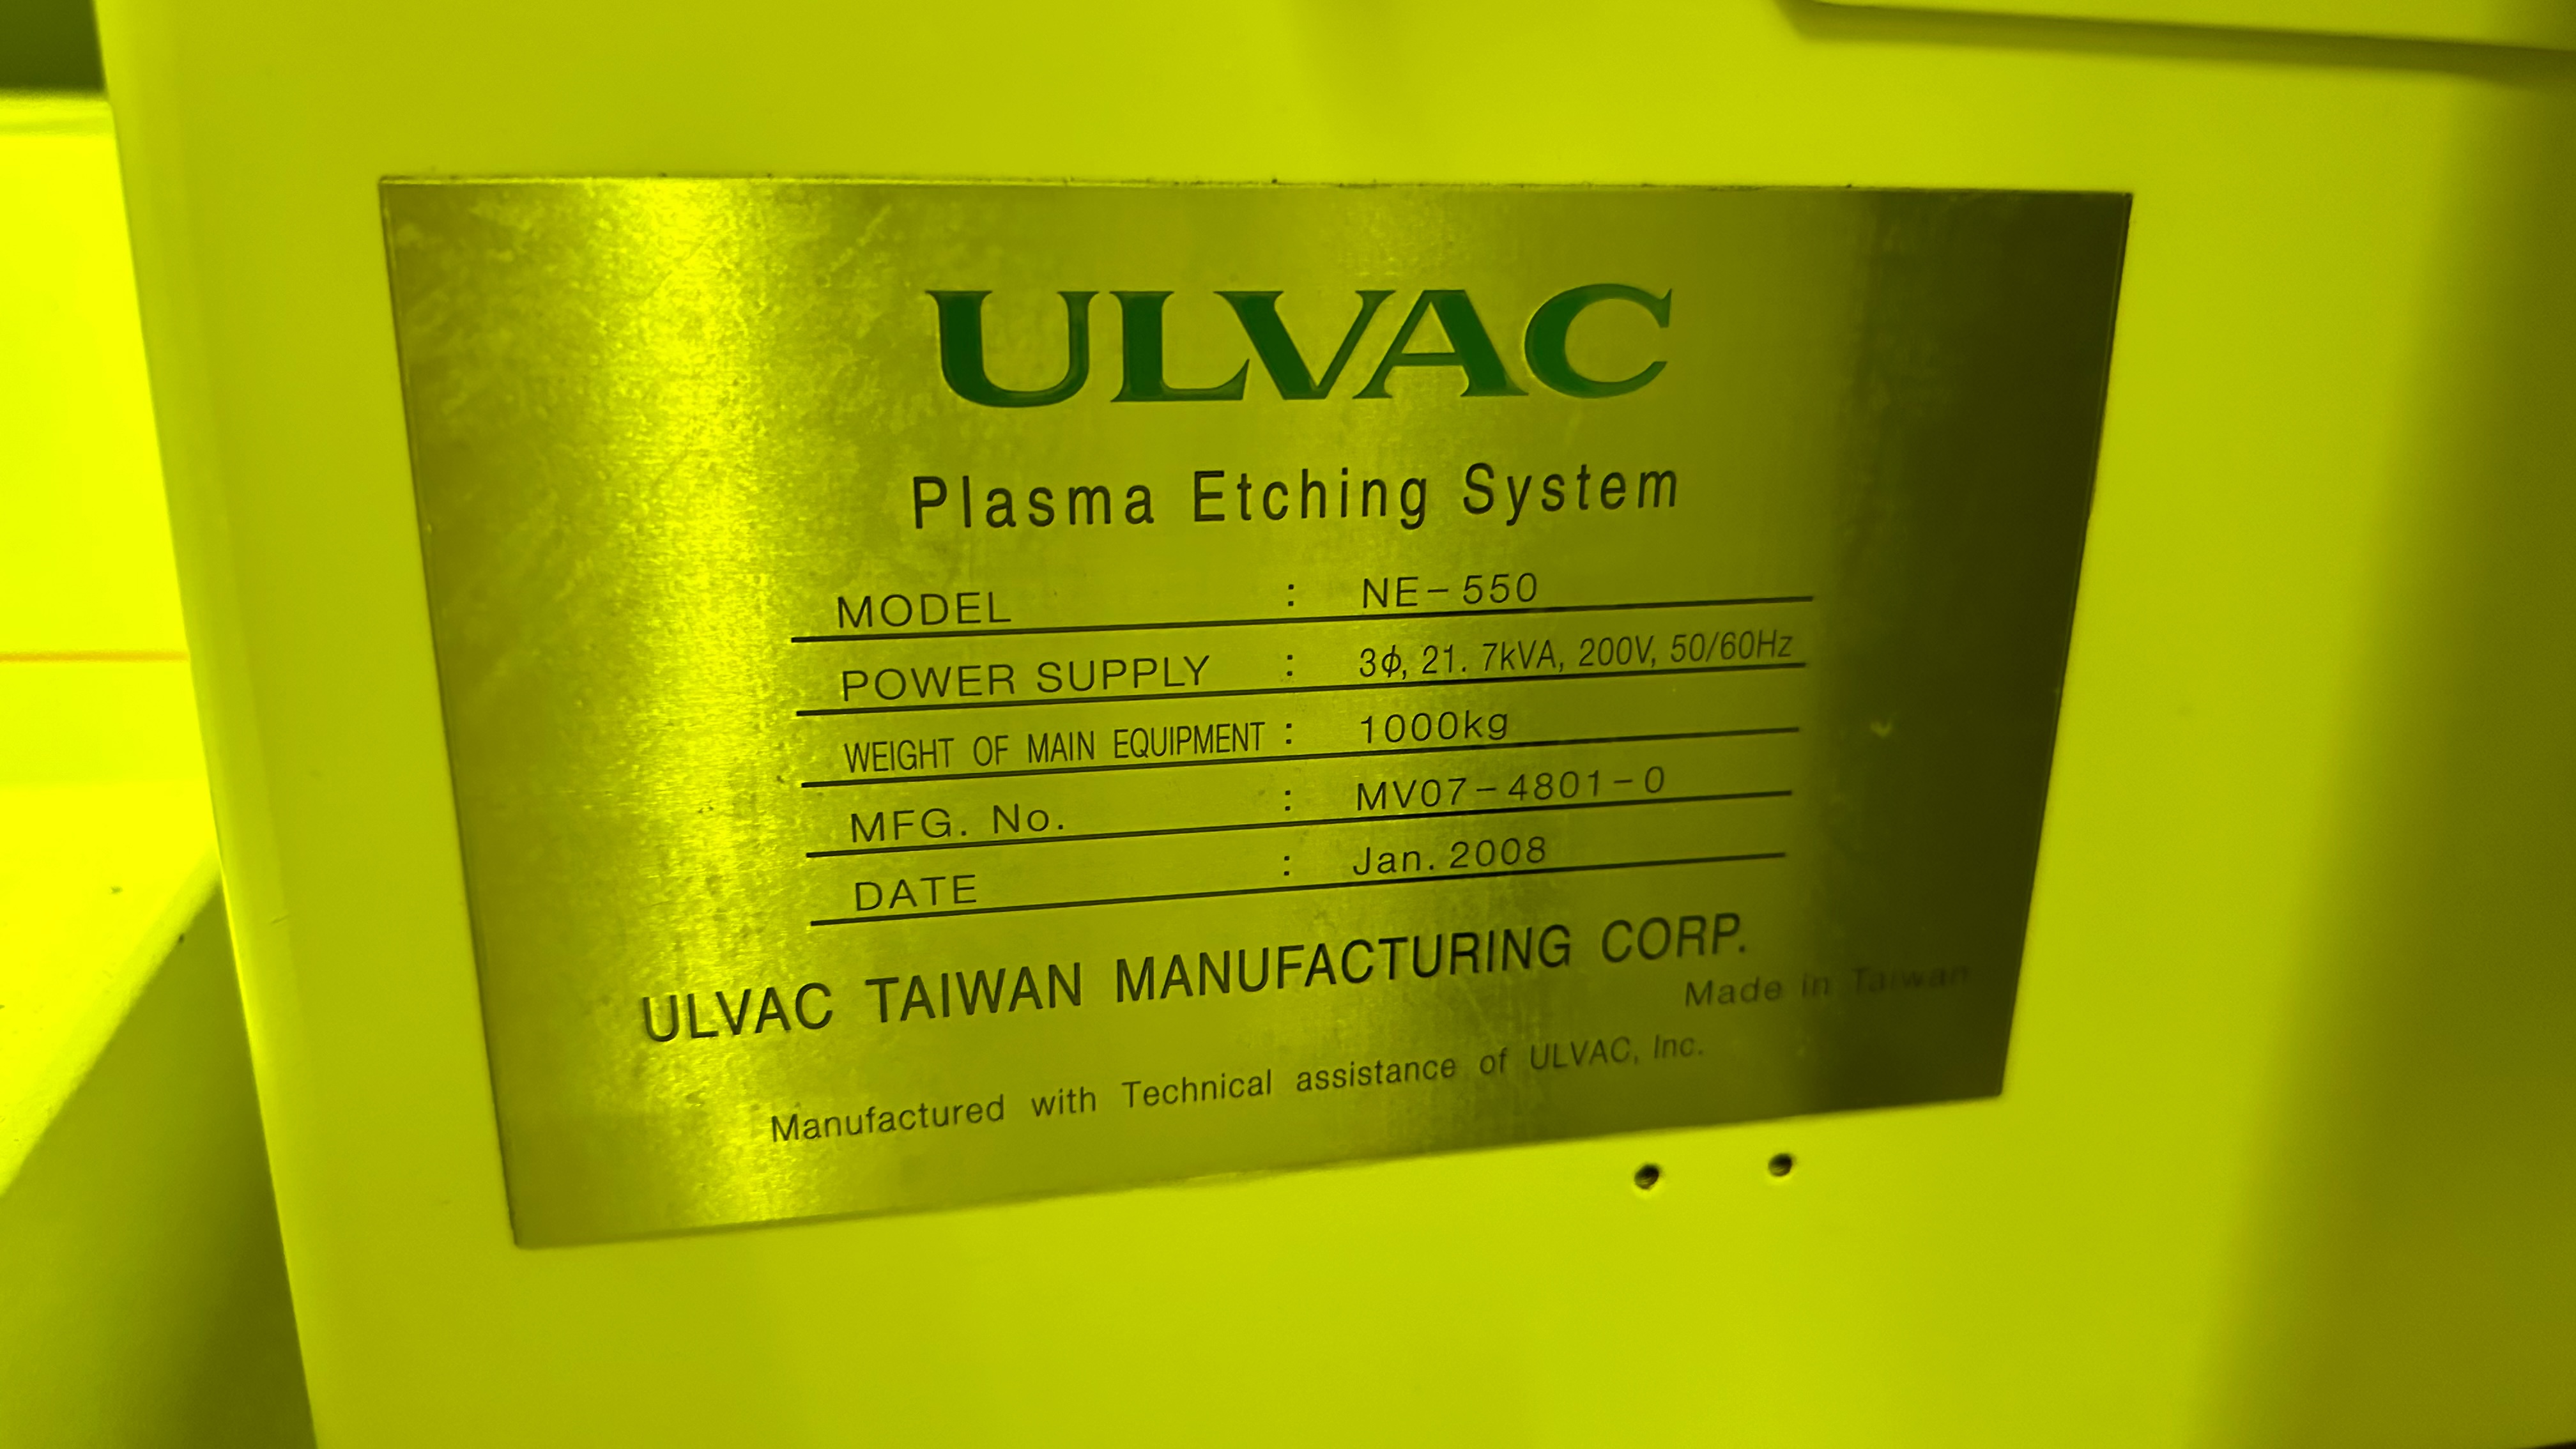 ULVAC
Plasma Etching System
MODEL : NE-550
POWER SUPPLY : 3ϕ, 21. 7kVA, 200V, 50/60Hz
WEIGHT OF MAIN EQUIPMENT : 1000kg
MFG. No. : MV07-4801-0
DATE : Jan. 2008
ULVAC TAIWAN MANUFACTURING CORP.
Made in Taiwan
Manufactured with Technical assistance of ULVAC, Inc.